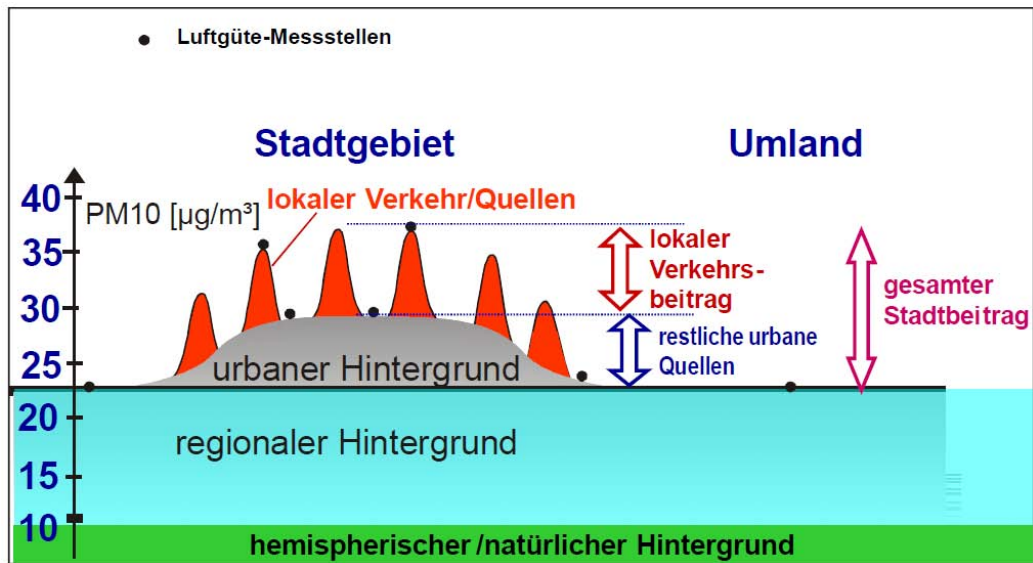 Luftgüte-Messstellen
Stadtgebiet
Umland
40
PM10 [µg/m³]
lokaler Verkehr/Quellen
35
lokaler
Verkehrs-
beitrag
gesamter
Stadtbeitrag
30
restliche urbane
Quellen
25
urbaner Hintergrund
20
regionaler Hintergrund
15
10
hemispherischer/natürlicher Hintergrund